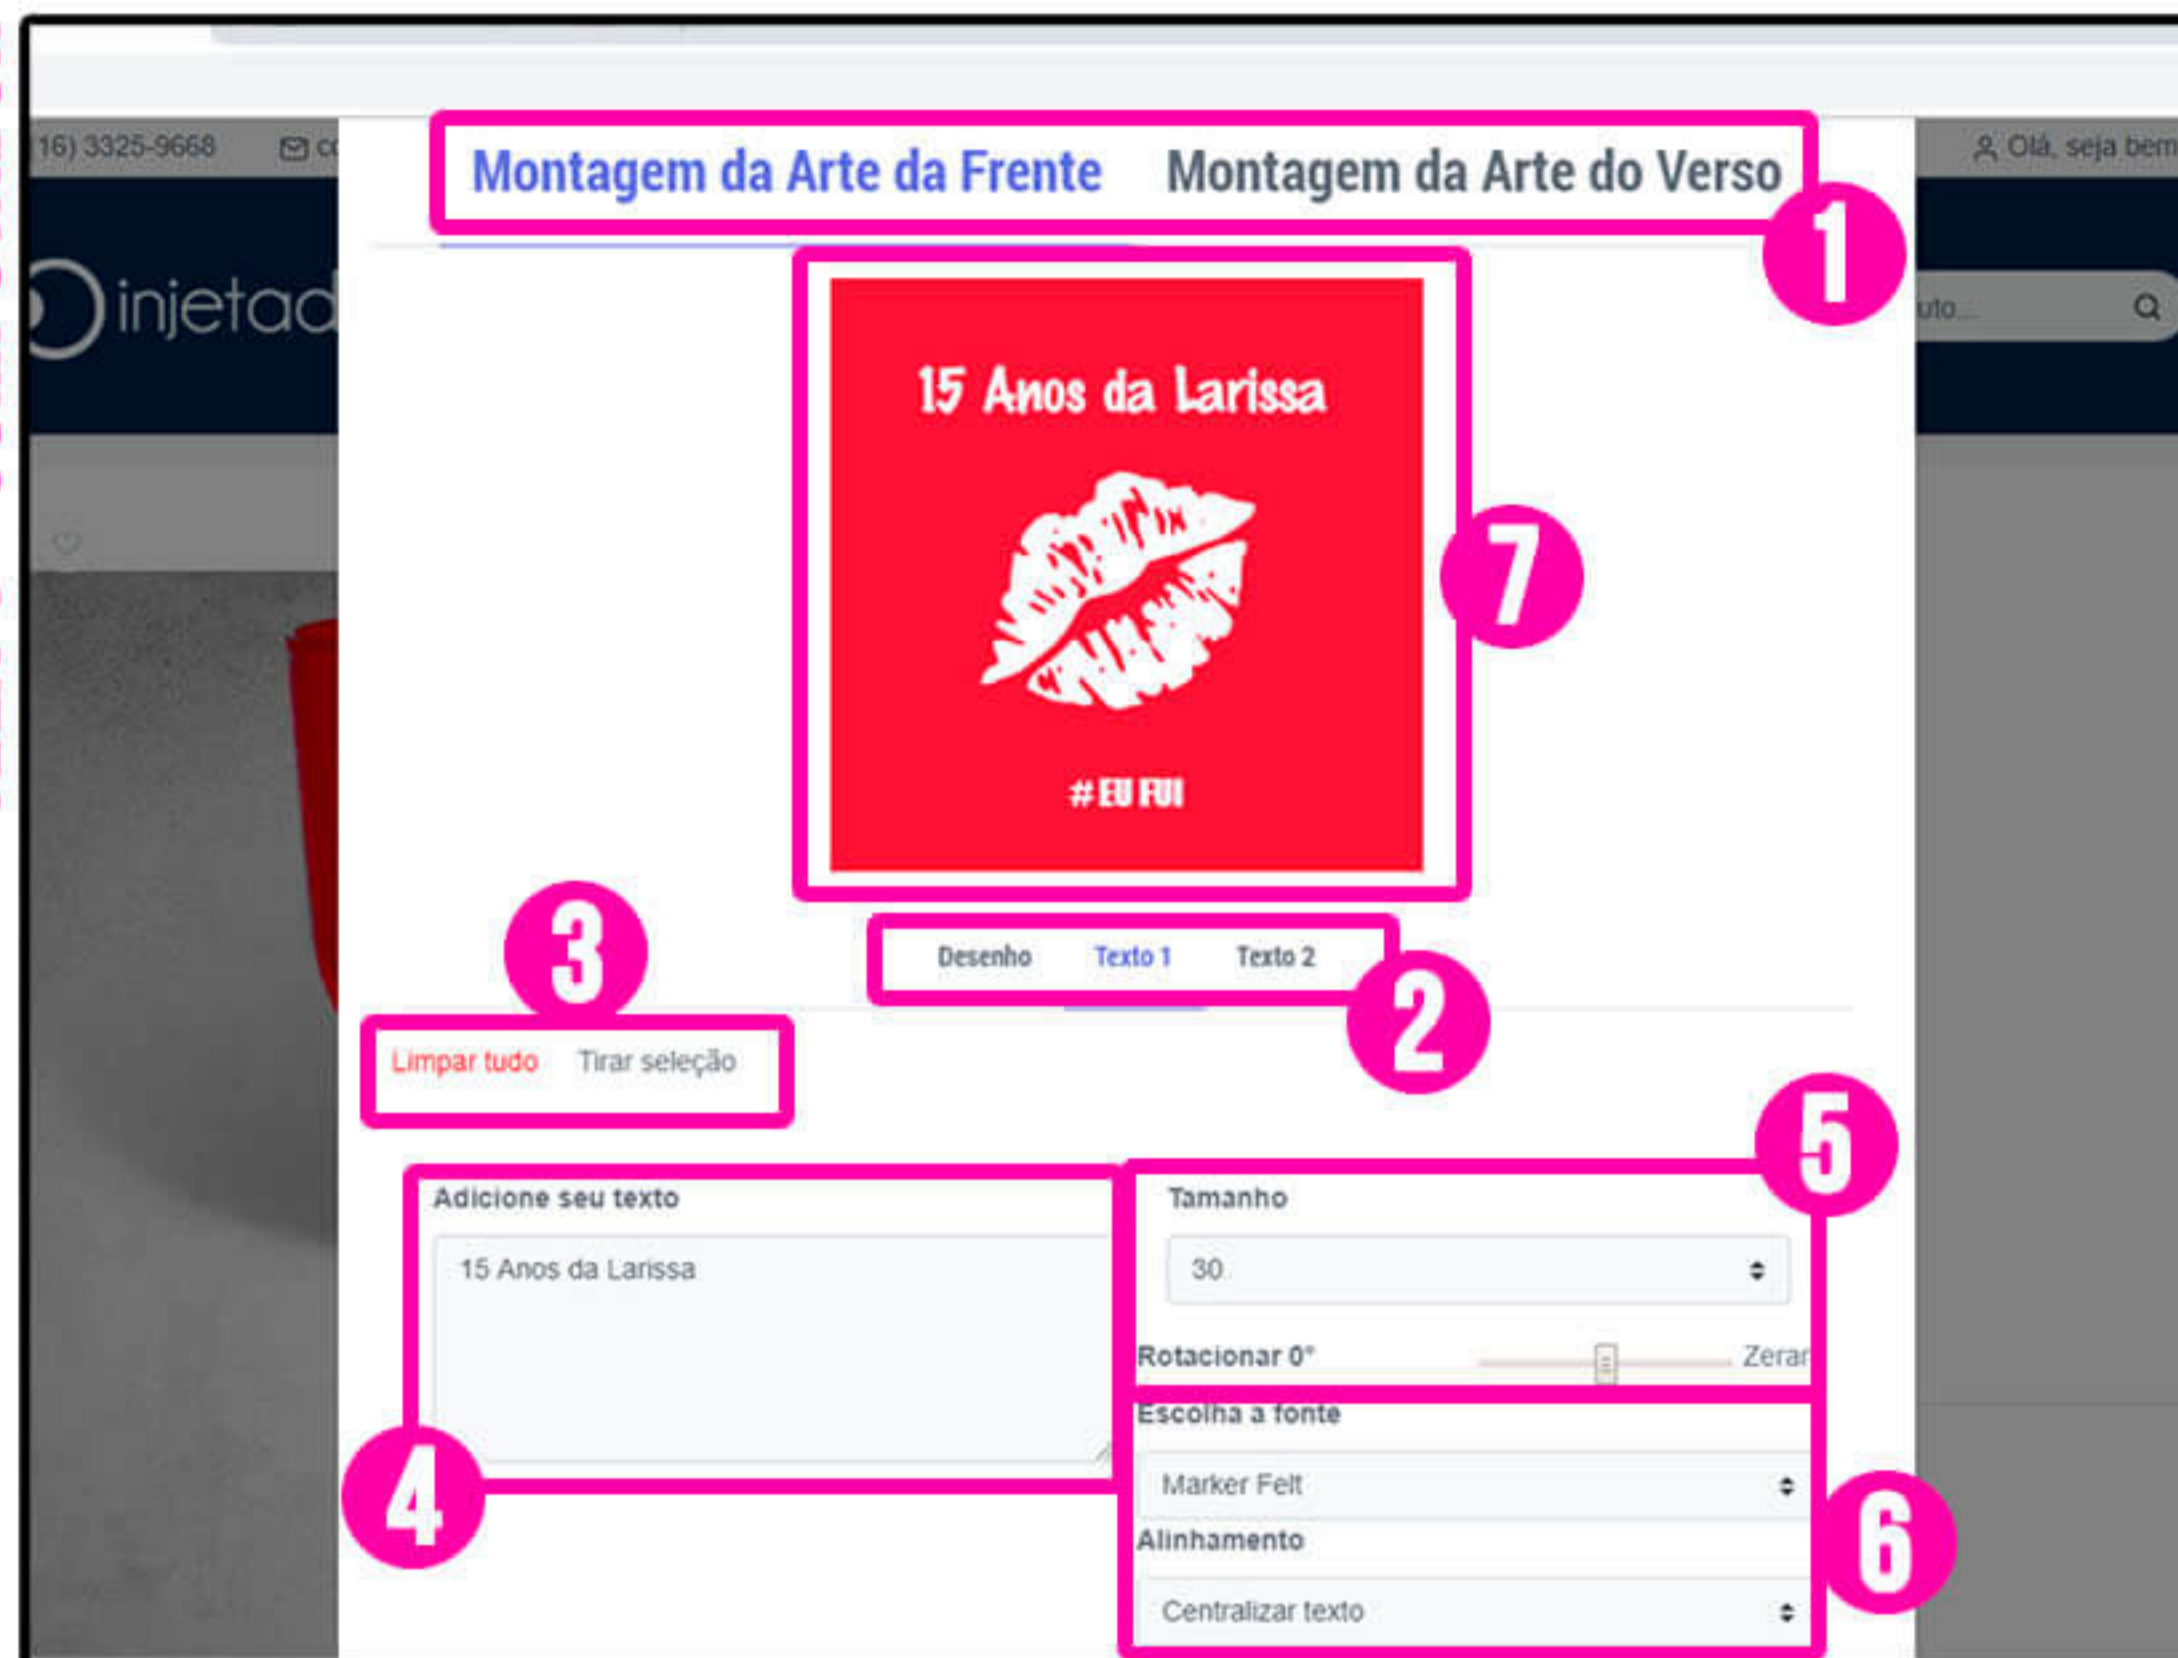 16) 3325-9668
Olá, seja bem
Montagem da Arte da Frente Montagem da Arte do Verso
1
injetad
uto...
15 Anos da Larissa
7
#EU FUI
3
Desenho Texto 1 Texto 2
2
Limpar tudo Tirar seleção
5
Adicione seu texto
Tamanho
15 Anos da Larissa
30
Rotacionar 0°
Zerar
Escolha a fonte
4
Marker Felt
6
Alinhamento
Centralizar texto